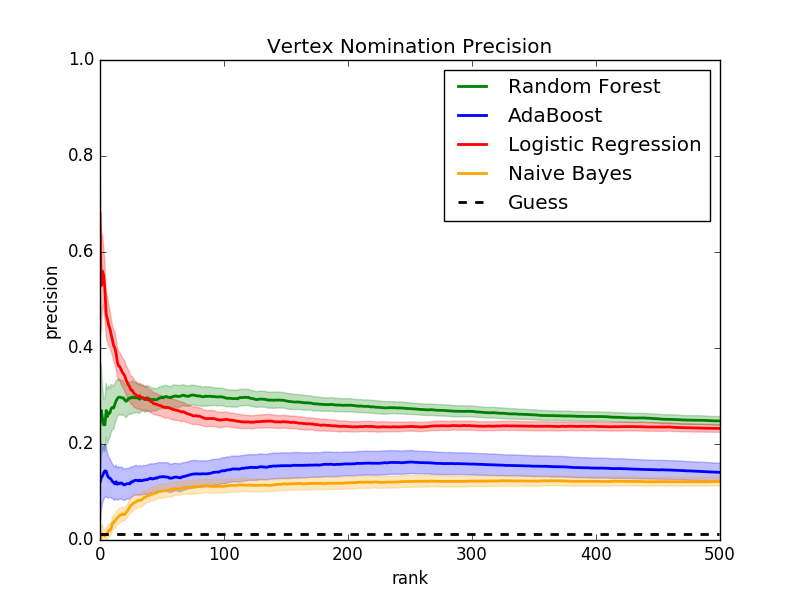 Vertex Nomination Precision
1.0
0.8
0.6
0.4
0.2
0.0
precision
Random Forest
AdaBoost
Logistic Regression
Naive Bayes
Guess
0 100 200 300 400 500
rank